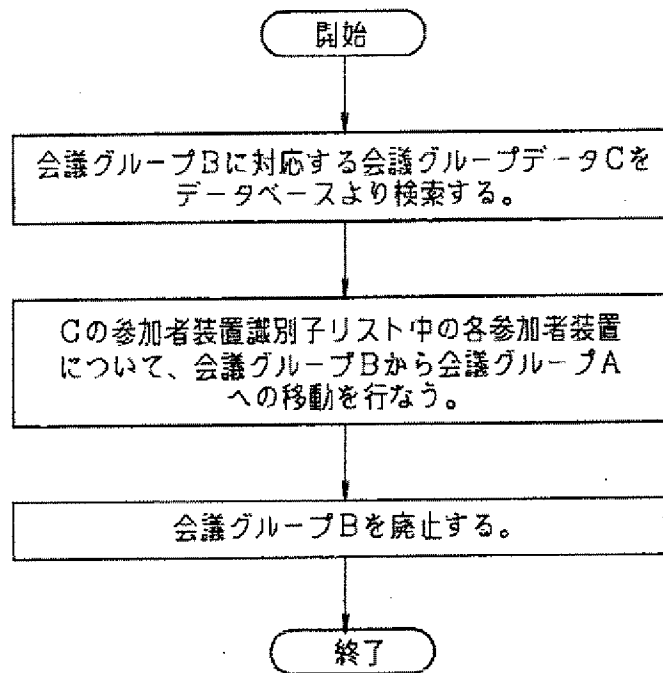 開始
会議グループBに対応する会議グループデータCを
データベースより検索する。
Cの参加者装置識別子リスト中の各参加者装置
について、会議グループBから会議グループA
への移動を行なう。
会議グループBを廃止する。
終了